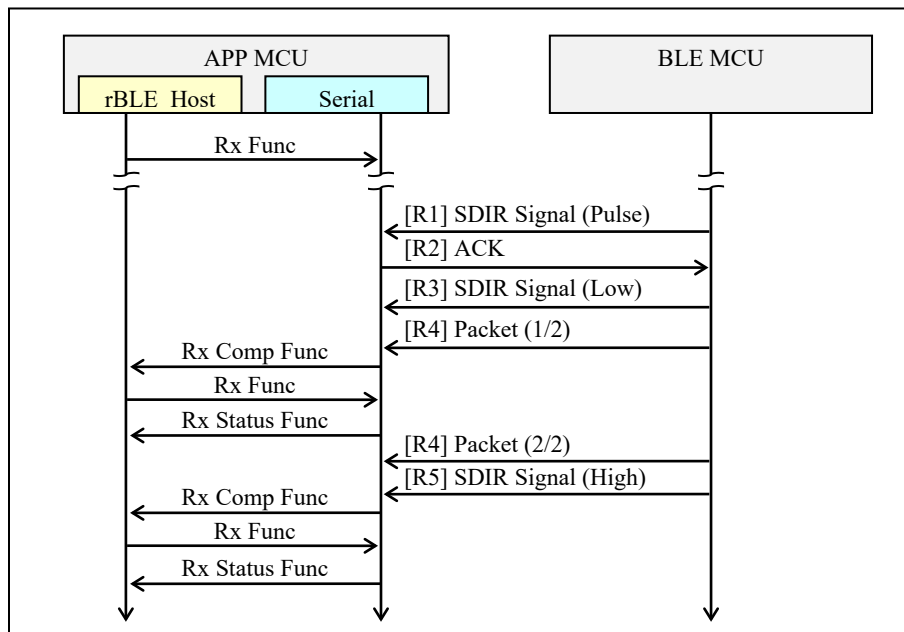 APP MCU
BLE MCU
rBLE_Host
Serial
Rx Func
[R1] SDIR Signal (Pulse)
[R2] ACK
[R3] SDIR Signal (Low)
[R4] Packet (1/2)
Rx Comp Func
Rx Func
Rx Status Func
[R4] Packet (2/2)
[R5] SDIR Signal (High)
Rx Comp Func
Rx Func
Rx Status Func